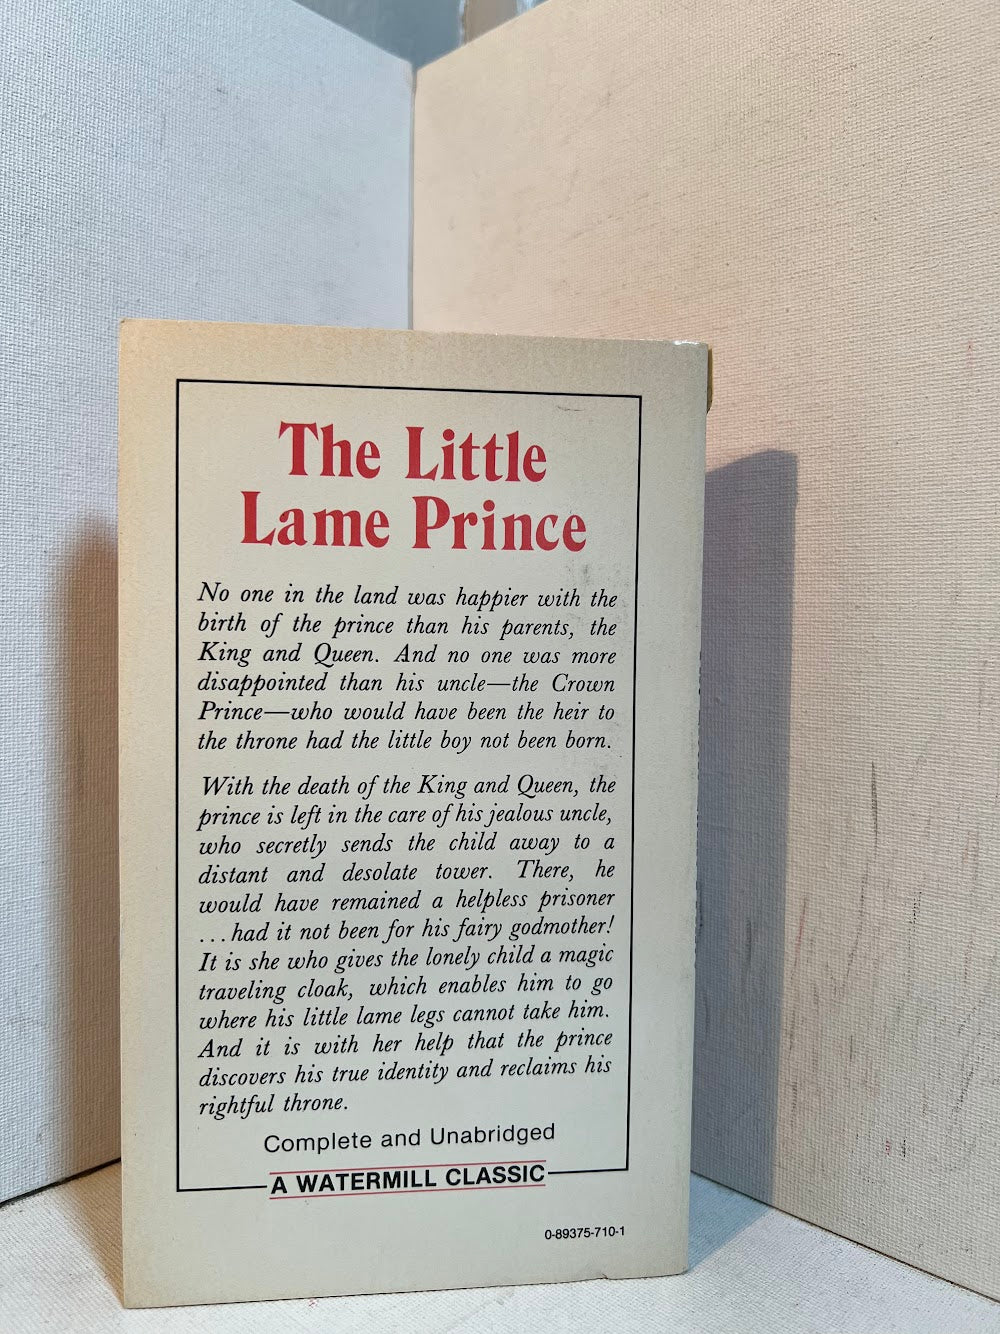 The Little
Lame Prince
No one in the land was happier with the
birth of the prince than his parents, the
King and Queen. And no one was more
disappointed than his uncle—the Crown
Prince—who would have been the heir to
the throne had the little boy not been born.
With the death of the King and Queen, the
prince is left in the care of his jealous uncle,
who secretly sends the child away to a
distant and desolate tower. There, he
would have remained a helpless prisoner
...had it not been for his fairy godmother!
It is she who gives the lonely child a magic
traveling cloak, which enables him to go
where his little lame legs cannot take him.
And it is with her help that the prince
discovers his true identity and reclaims his
rightful throne.
Complete and Unabridged
A WATERMILL CLASSIC
0-89375-710-1